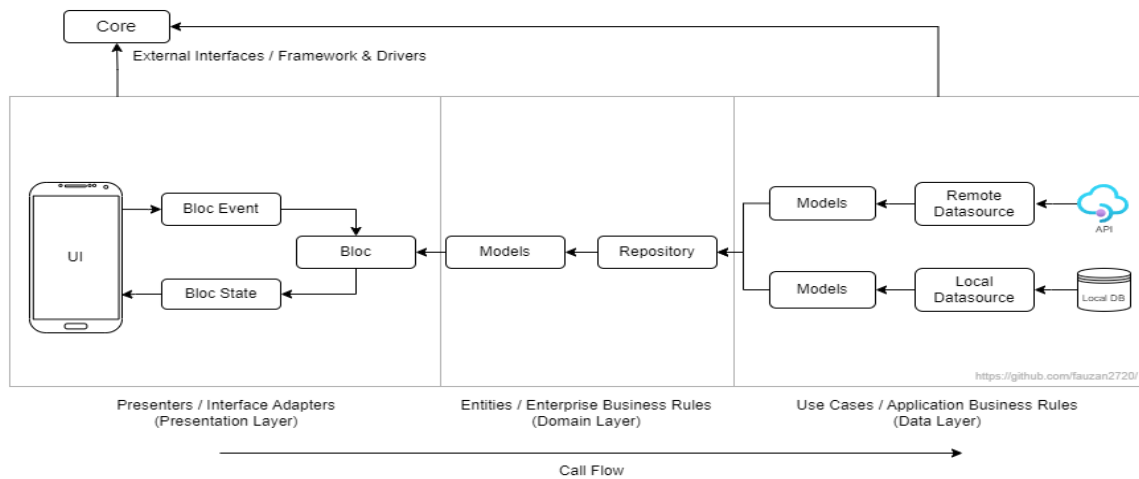 Core
External Interfaces / Framework & Drivers
UI
Bloc Event
Bloc
Bloc State
Models
Repository
Models
Remote
Datasource
API
Models
Local
Datasource
Local DB
https://github.com/fauzan2720/
Presenters / Interface Adapters
(Presentation Layer)
Entities / Enterprise Business Rules
(Domain Layer)
Use Cases / Application Business Rules
(Data Layer)
Call Flow